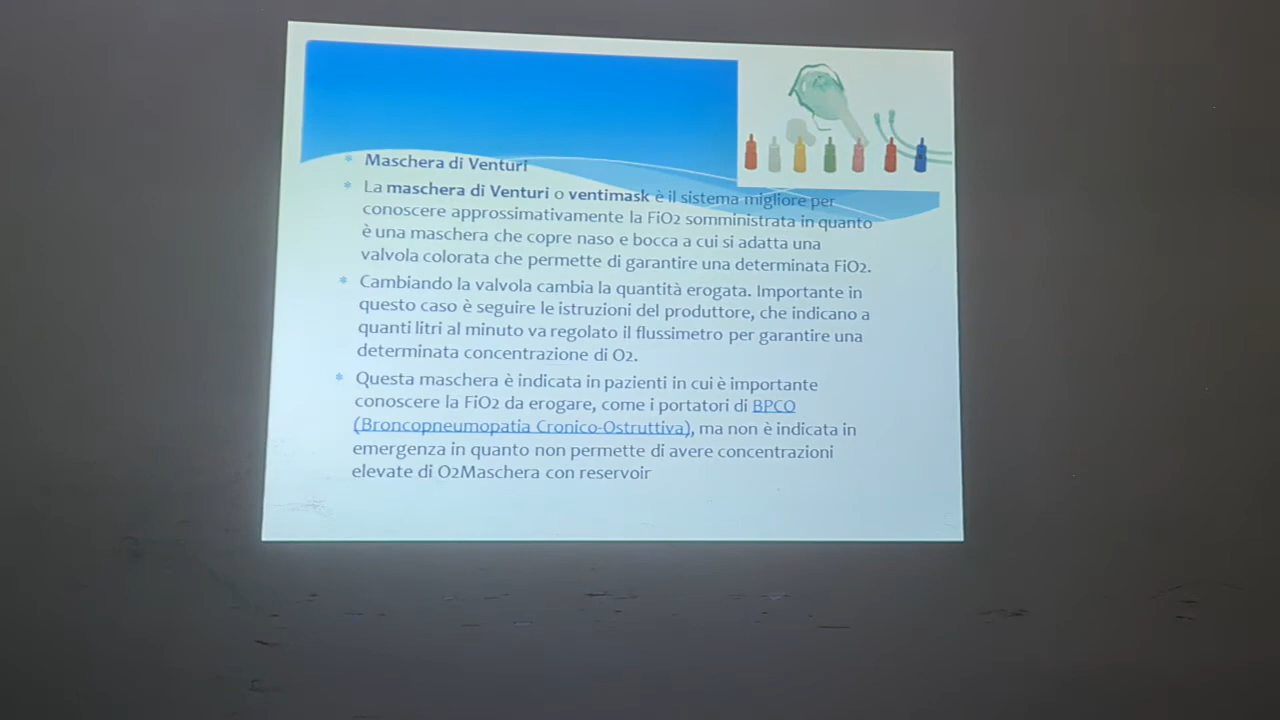 Maschera di Venturi
La maschera di Venturi o ventimask è il sistema migliore per
conoscere approssimativamente la FiO2 somministrata in quanto
è una maschera che copre naso e bocca a cui si adatta una
valvola colorata che permette di garantire una determinata FiO2.
Cambiando la valvola cambia la quantità erogata. Importante in
questo caso è seguire le istruzioni del produttore, che indicano a
quanti litri al minuto va regolato il flussimetro per garantire una
determinata concentrazione di O2.
Questa maschera è indicata in pazienti in cui è importante
conoscere la FiO2 da erogare, come i portatori di BPCO
(Broncopneumopatia Cronico-Ostruttiva), ma non è indicata in
emergenza in quanto non permette di avere concentrazioni
elevate di O2Maschera con reservoir